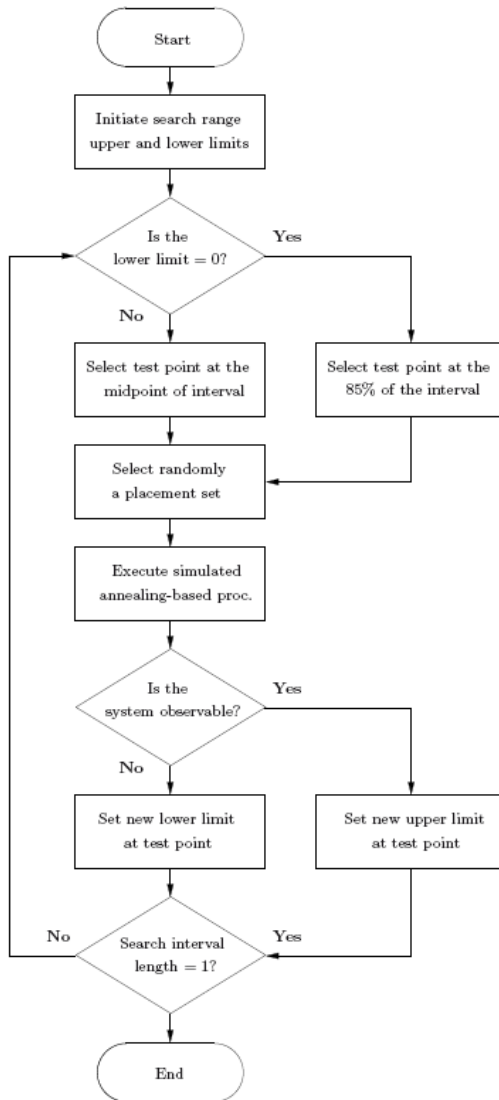 Start
Initiate search range
upper and lower limits
Is the
lower limit = 0?
Yes
No
Select test point at the
midpoint of interval
Select test point at the
85% of the interval
Select randomly
a placement set
Execute simulated
annealing-based proc.
Is the
system observable?
Yes
No
Set new lower limit
at test point
Set new upper limit
at test point
No
Search interval
length = 1?
Yes
End